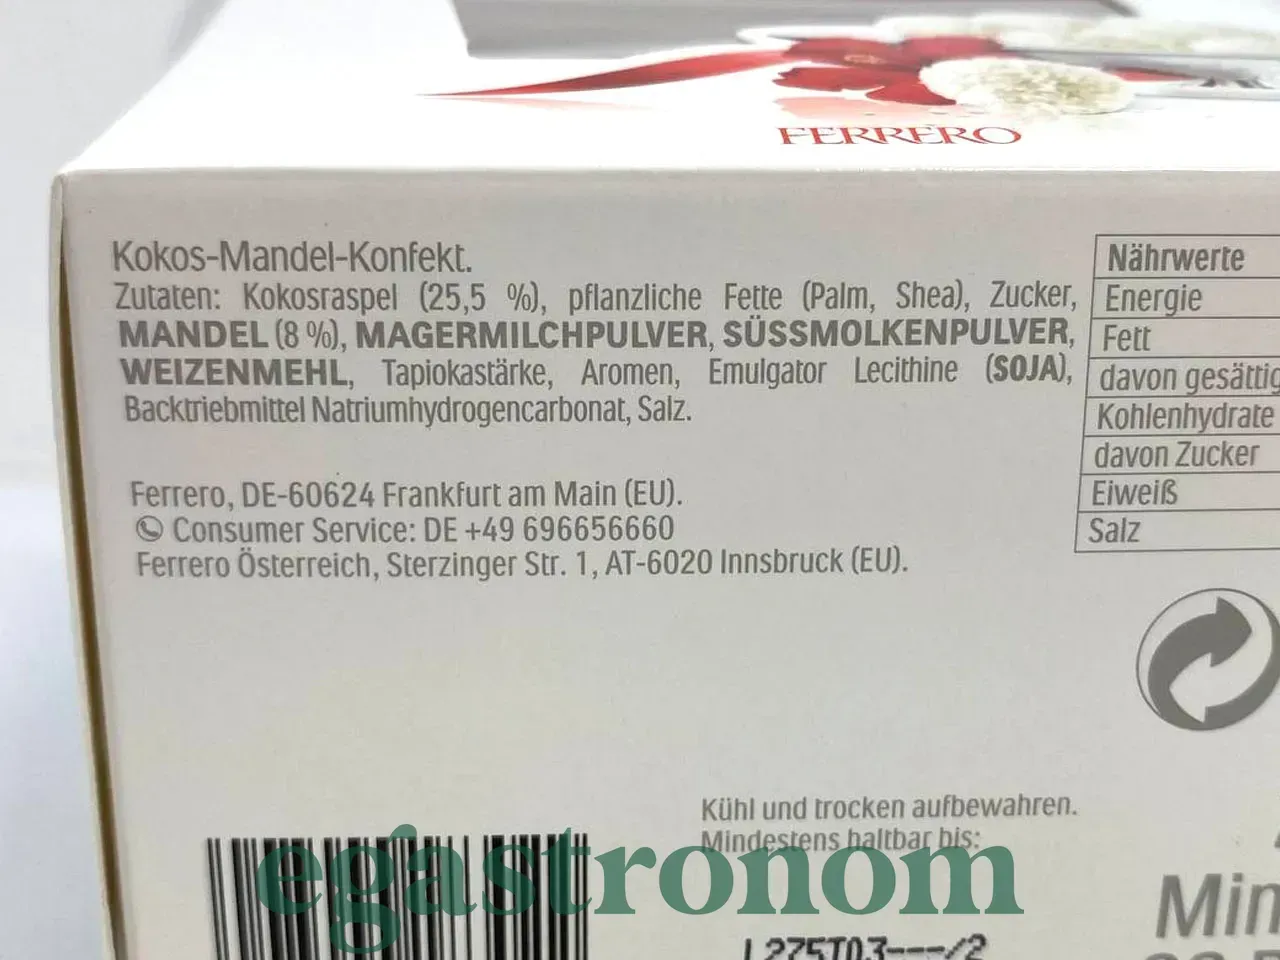 FERRERO
Kokos-Mandel-Konfekt.
Zutaten: Kokosraspel (25,5 %), pflanzliche Fette (Palm, Shea), Zucker,
MANDEL (8 %), MAGERMILCHPULVER, SÜSSMOLKENPULVER,
WEIZENMEHL, Tapiokastärke, Aromen, Emulgator Lecithine (SOJA),
Backtriebmittel Natriumhydrogencarbonat, Salz.
Ferrero, DE-60624 Frankfurt am Main (EU).
Consumer Service: DE +49 696656660
Ferrero Österreich, Sterzinger Str. 1, AT-6020 Innsbruck (EU).
Nährwerte
Energie
Fett
davon gesättig
Kohlenhydrate
davon Zucker
Eiweiß
Salz
Kühl und trocken aufbewahren.
Mindestens haltbar bis:
egastronom
L275T03---/2
Min